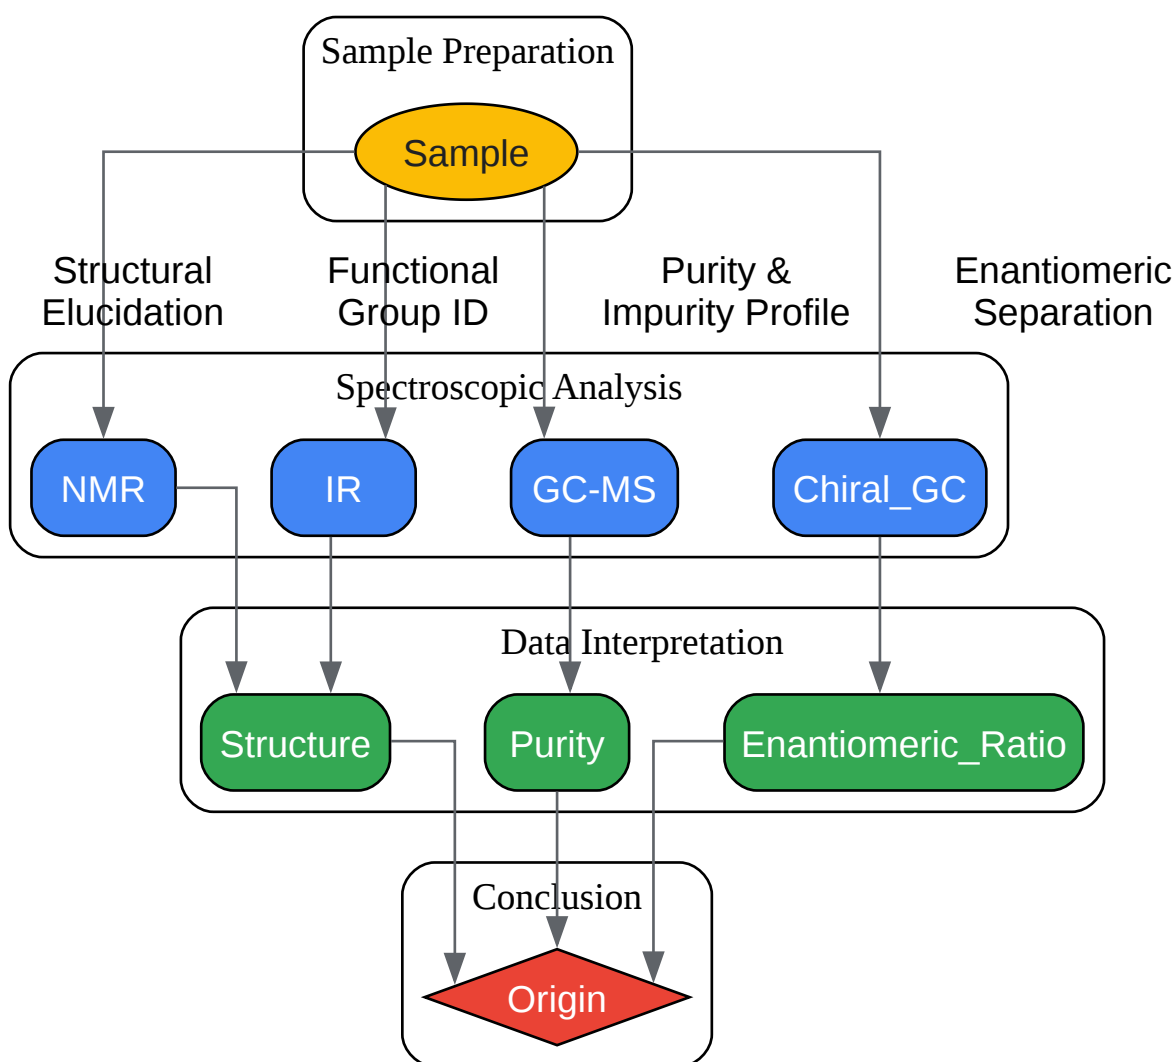 Sample Preparation
Sample
Structural
Elucidation
Functional
Group ID
Purity &
Impurity Profile
Enantiomeric
Separation
Spectroscopic Analysis
NMR
IR
GC-MS
Chiral_GC
Data Interpretation
Structure
Purity
Enantiomeric_Ratio
Conclusion
Origin